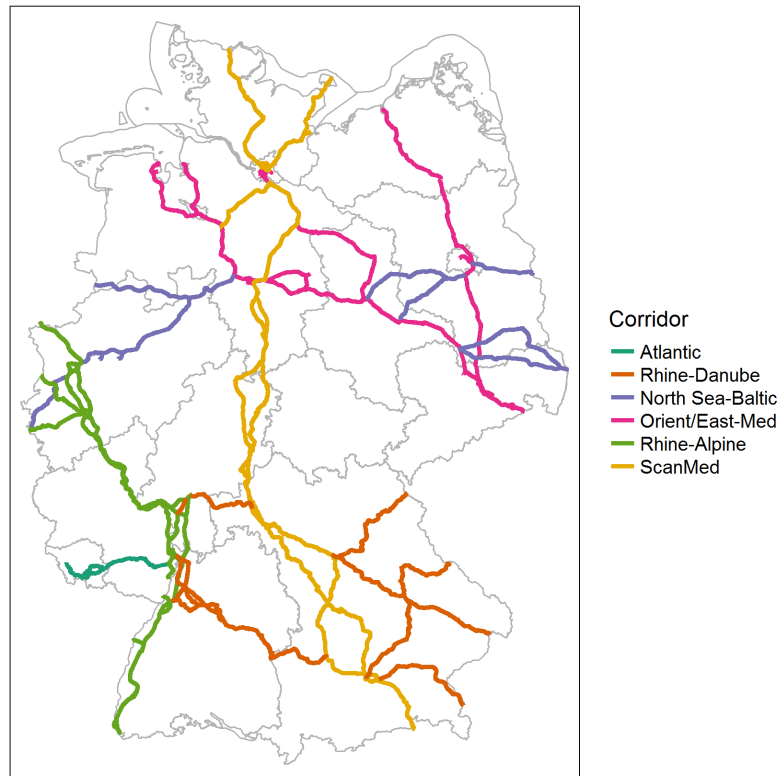 Corridor
Atlantic
Rhine-Danube
North Sea-Baltic
Orient/East-Med
Rhine-Alpine
ScanMed